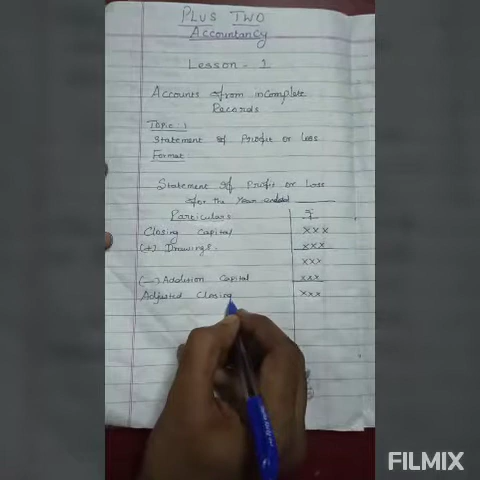 PLUS TWO
Accountancy
Lesson - 1
Accounts from incomplete
Records
Topic: 1
Statement of Profit or Loss
Format
Statement of Profit or Loss
for the year ended
Particulars ₹
Closing Capital xxx
(+) Drawings. xxx
xxx
(—) Addition Capital xxx
Adjusted Closing xxx
FILMIX